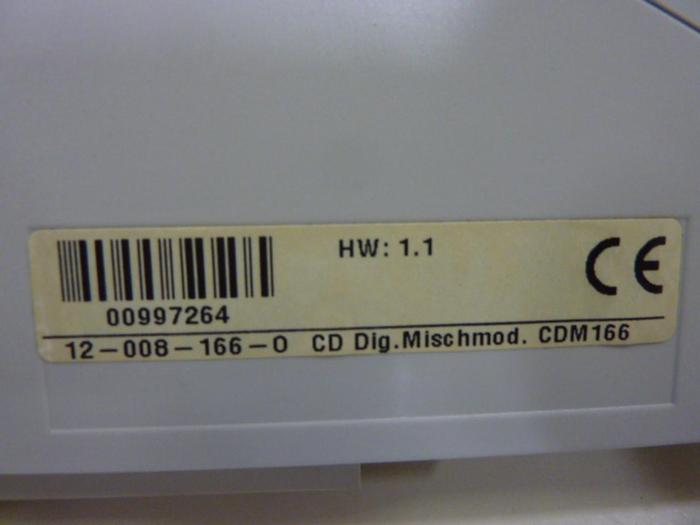 HW: 1.1
CE
00997264
12-008-166-0 CD Dig.Mischmod. CDM166